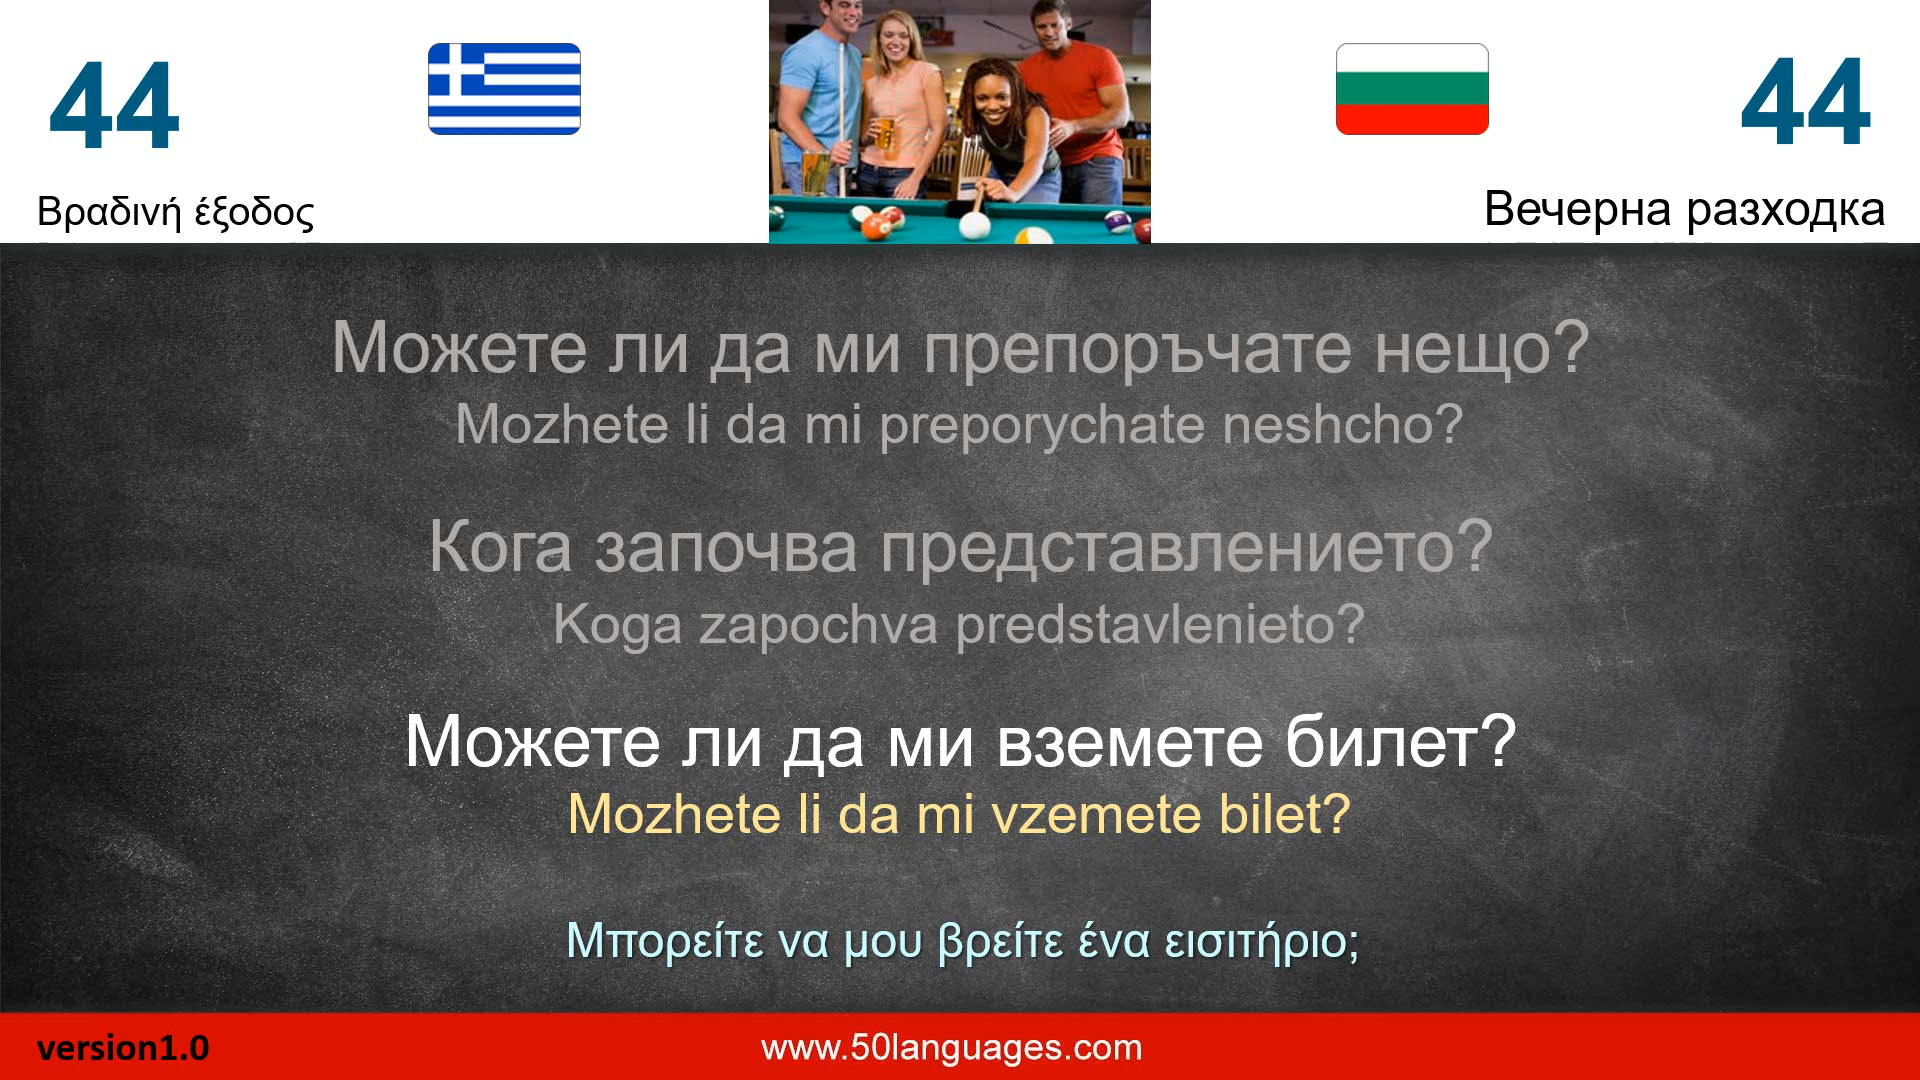 44
44
Βραδινή έξοδος
Вечерна разходка
Можете ли да ми препоръчате нещо?
Mozhete li da mi preporychate neshcho?
Кога започва представлението?
Koga zapochva predstavlenieto?
Можете ли да ми вземете билет?
Mozhete li da mi vzemete bilet?
Μπορείτε να μου βρείτε ένα εισιτήριο;
version1.0
www.50languages.com